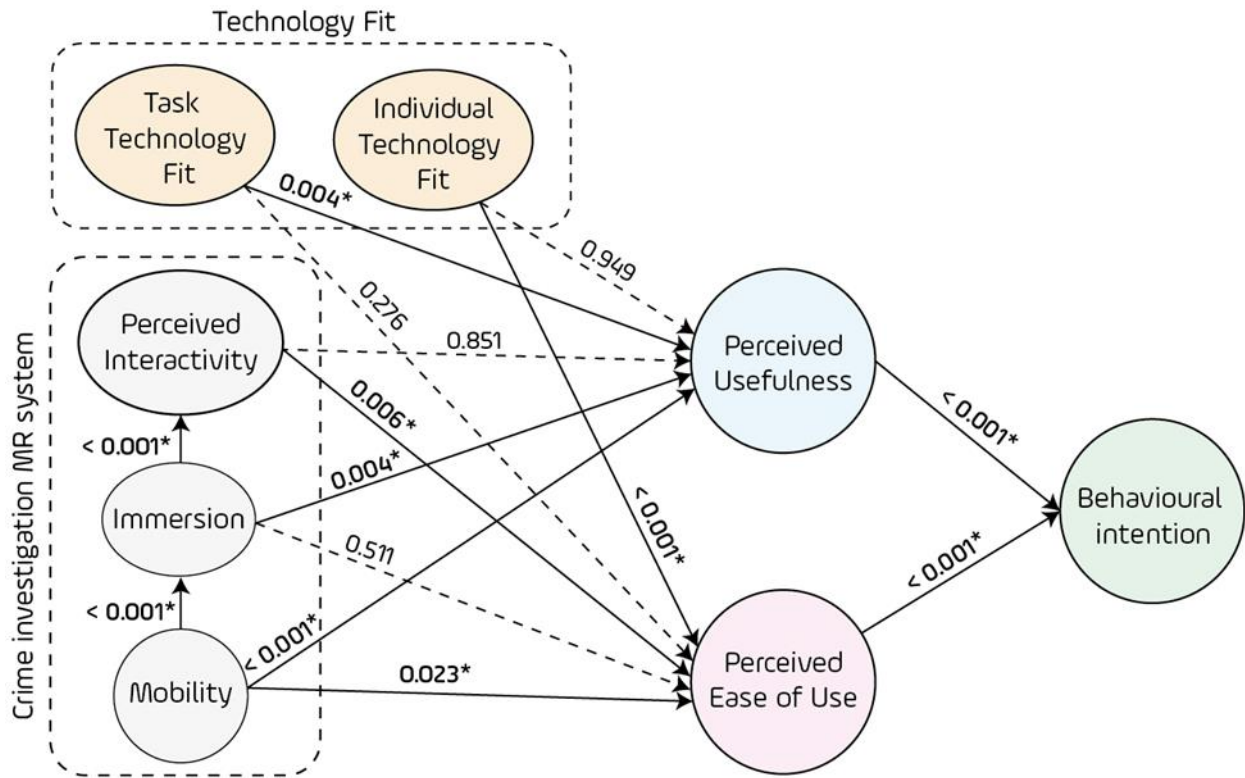 Technology Fit
Task
Technology
Fit
Individual
Technology
Fit
0.004*
0.949
0.276
Crime investigation MR system
Perceived
Interactivity
0.851
Perceived
Usefulness
0.006*
< 0.001*
< 0.001*
0.004*
Immersion
< 0.001*
Behavioural
intention
0.511
< 0.001*
< 0.001*
< 0.001*
Mobility
0.023*
Perceived
Ease of Use